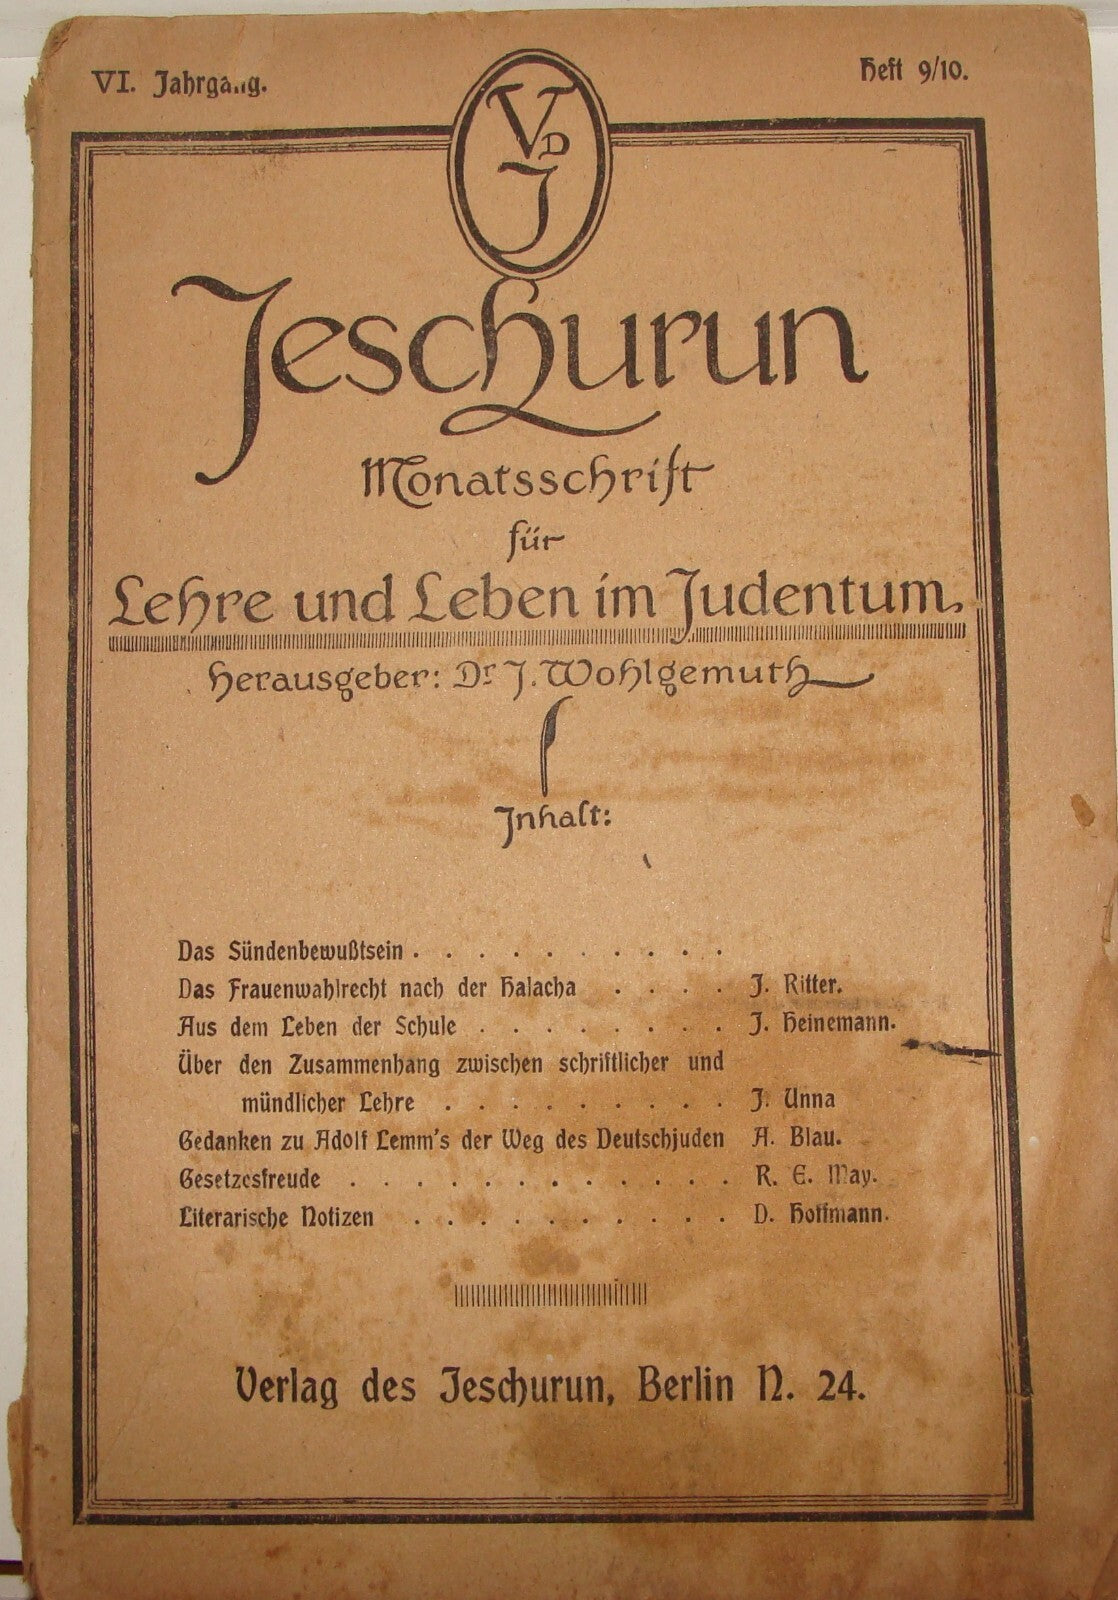 VI. Jahrgang.
Heft 9/10.
VDJ
Jeschurun
Monatsschrift
für
Lehre und Leben im Judentum.
Herausgeber: Dr J. Wohlgemuth
Inhalt:
Das Sündenbewußtsein . . . . . . . . . .
Das Frauenwahlrecht nach der Halacha . . . . J. Ritter.
Aus dem Leben der Schule . . . . . . . . J. Heinemann.
Über den Zusammenhang zwischen schriftlicher und
mündlicher Lehre . . . . . . . . . J. Unna
Gedanken zu Adolf Lemm's der Weg des Deutschjuden A. Blau.
Gesetzesfreude . . . . . . . . . . . . R. E. May.
Literarische Notizen . . . . . . . . . . D. Hoffmann.
Verlag des Jeschurun, Berlin N. 24.